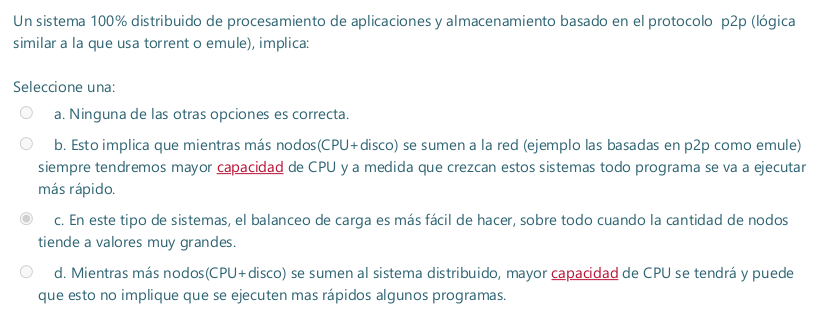 Un sistema 100% distribuido de procesamiento de aplicaciones y almacenamiento basado en el protocolo p2p (lógica
similar a la que usa torrent o emule), implica:
Seleccione una:
a. Ninguna de las otras opciones es correcta.
b. Esto implica que mientras más nodos(CPU+disco) se sumen a la red (ejemplo las basadas en p2p como emule)
siempre tendremos mayor capacidad de CPU y a medida que crezcan estos sistemas todo programa se va a ejecutar
más rápido.
c. En este tipo de sistemas, el balanceo de carga es más fácil de hacer, sobre todo cuando la cantidad de nodos
tiende a valores muy grandes.
d. Mientras más nodos(CPU+disco) se sumen al sistema distribuido, mayor capacidad de CPU se tendrá y puede
que esto no implique que se ejecuten mas rápidos algunos programas.